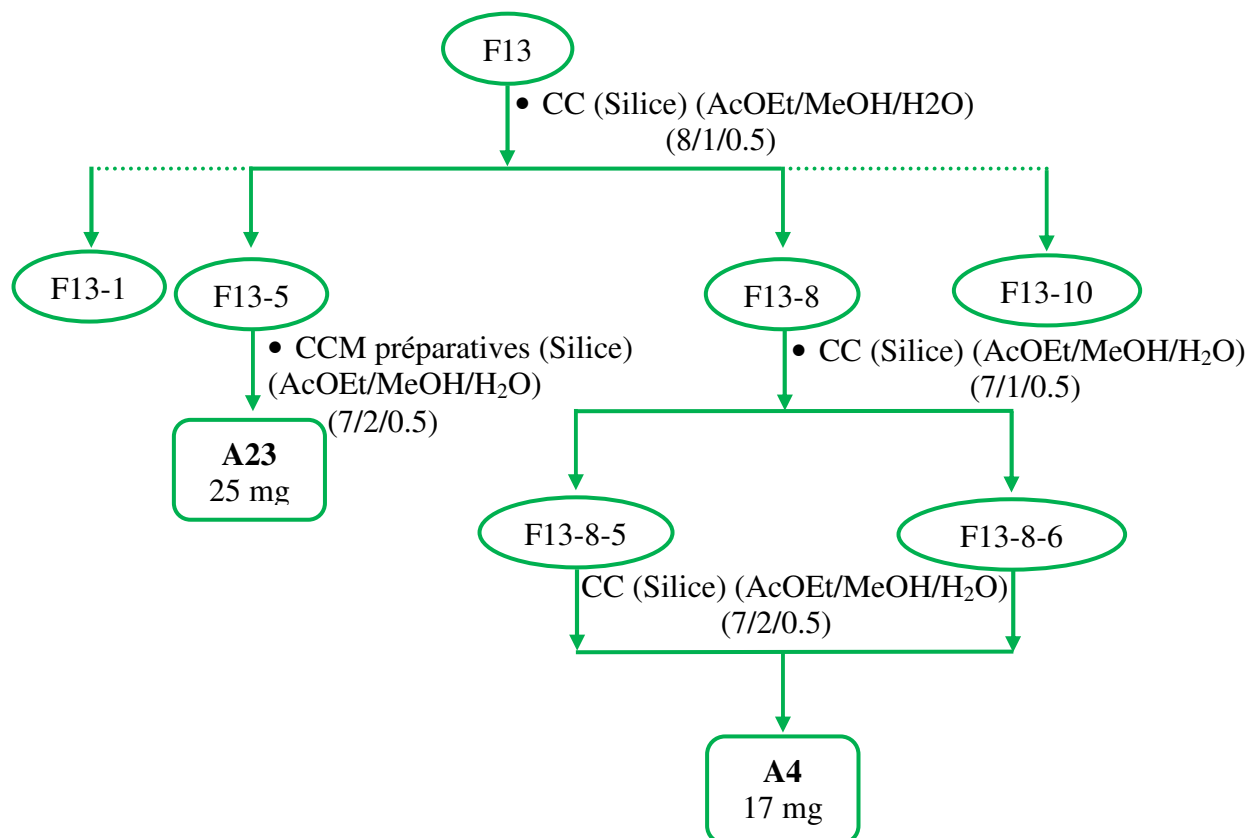 F13
• CC (Silice) (AcOEt/MeOH/H2O)
(8/1/0.5)
F13-1
F13-5
F13-8
F13-10
• CCM préparatives (Silice)
(AcOEt/MeOH/H₂O)
(7/2/0.5)
• CC (Silice) (AcOEt/MeOH/H₂O)
(7/1/0.5)
A23
25 mg
F13-8-5
F13-8-6
CC (Silice) (AcOEt/MeOH/H₂O)
(7/2/0.5)
A4
17 mg